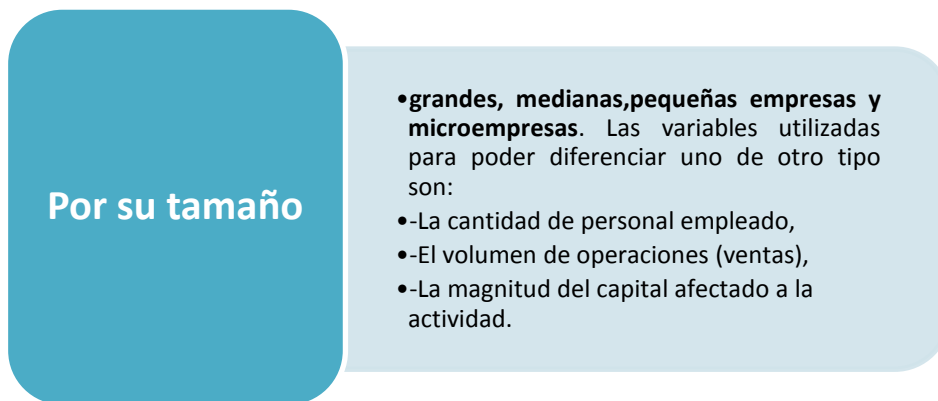 Por su tamaño
•grandes, medianas,pequeñas empresas y
microempresas. Las variables utilizadas
para poder diferenciar uno de otro tipo
son:
•-La cantidad de personal empleado,
•-El volumen de operaciones (ventas),
•-La magnitud del capital afectado a la
actividad.